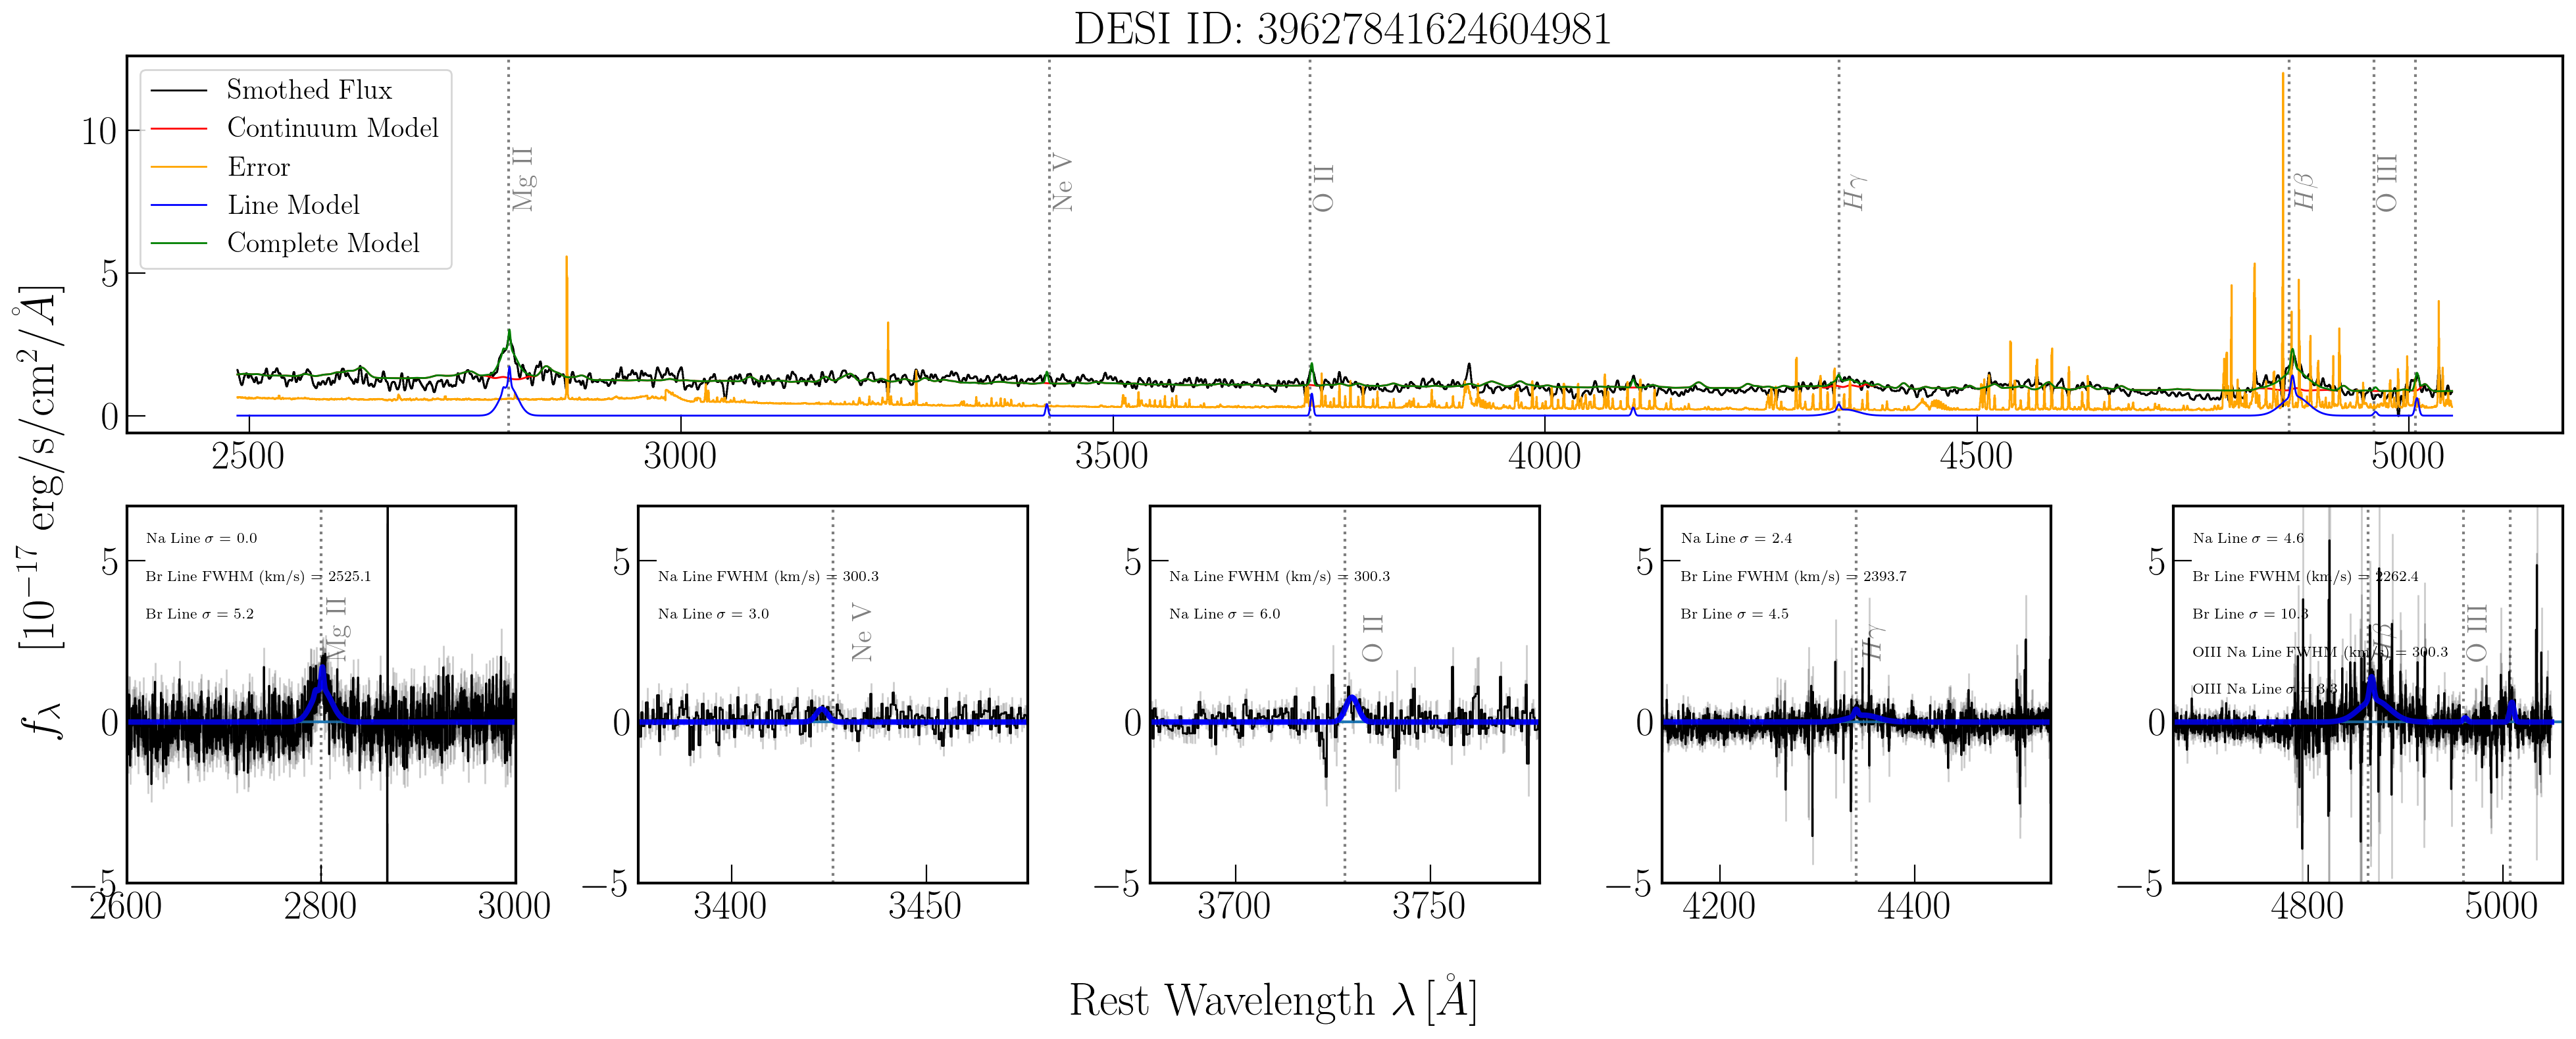 DESI ID: 39627841624604981
Smothed Flux
Continuum Model
Error
Line Model
Complete Model
Mg II
Ne V
O II
Hγ
Hβ
O III
10
5
0
2500
3000
3500
4000
4500
5000
f_λ [10⁻¹⁷ erg/s/cm²/Å]
Na Line σ = 0.0
Br Line FWHM (km/s) = 2525.1
Br Line σ = 5.2
Mg II
5
0
−5
2600
2800
3000
Na Line FWHM (km/s) = 300.3
Na Line σ = 3.0
Ne V
5
0
−5
3400
3450
Na Line FWHM (km/s) = 300.3
Na Line σ = 6.0
O II
5
0
−5
3700
3750
Na Line σ = 2.4
Br Line FWHM (km/s) = 2393.7
Br Line σ = 4.5
Hγ
5
0
−5
4200
4400
Na Line σ = 4.6
Br Line FWHM (km/s) = 2262.4
Br Line σ = 10.3
OIII Na Line FWHM (km/s) = 300.3
OIII Na Line σ = 3.3
Hβ
O III
5
0
−5
4800
5000
Rest Wavelength λ [Å]